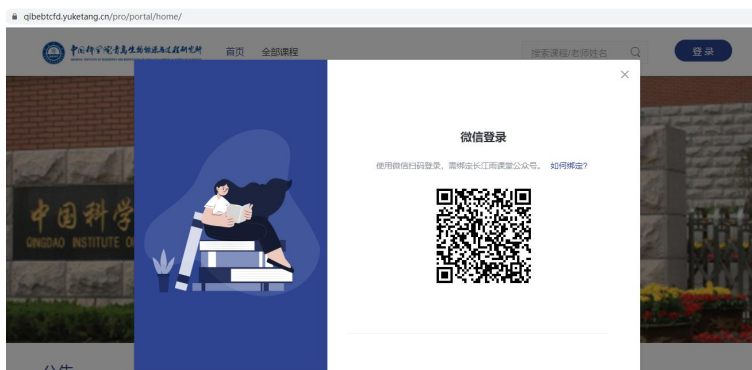 qibebtcfd.yuketang.cn/pro/portal/home/
中国科学院青岛生物能源与过程研究所
首页 全部课程
搜索课程/老师姓名
登录
微信登录
使用微信扫码登录，需绑定长江雨课堂公众号。 如何绑定?
中国科学
QINGDAO INSTITUTE O
公告